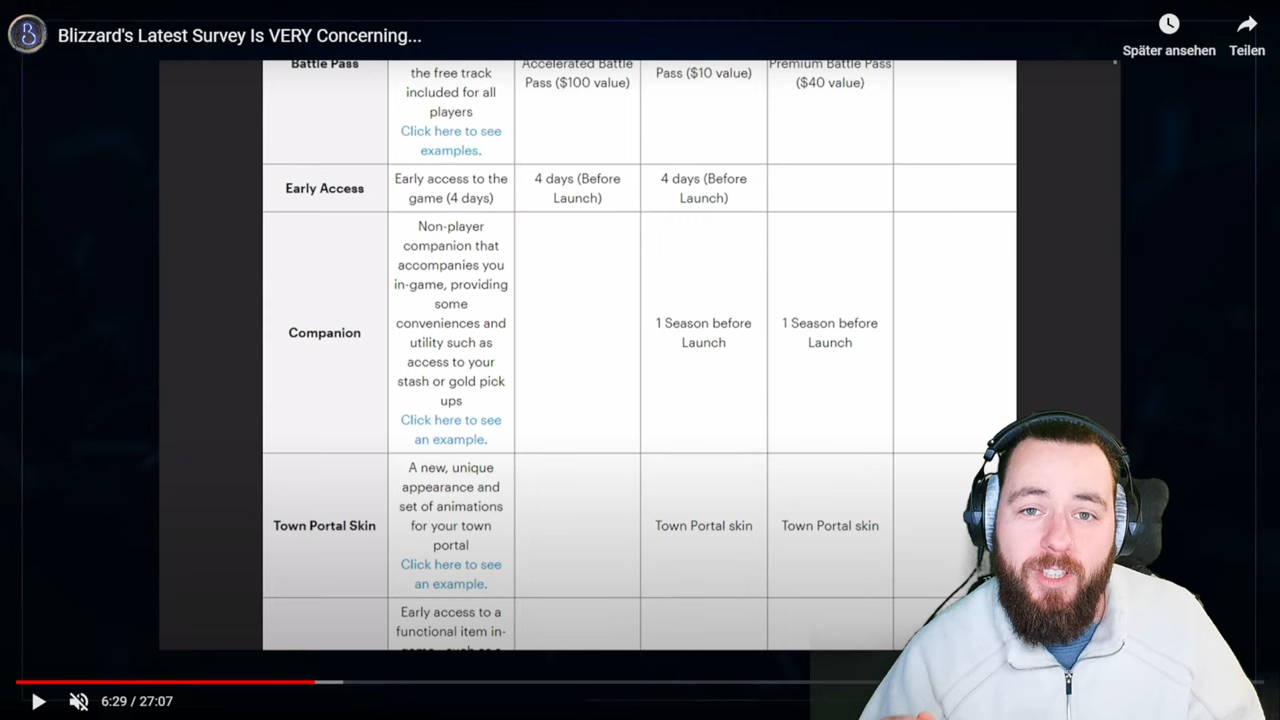 Blizzard's Latest Survey Is VERY Concerning...
Später ansehen
Teilen
Battle Pass
the free track
included for all
players
Click here to see
examples.
Accelerated Battle
Pass ($100 value)
Pass ($10 value)
Premium Battle Pass
($40 value)
Early Access
Early access to the
game (4 days)
4 days (Before
Launch)
4 days (Before
Launch)
Companion
Non-player
companion that
accompanies you
in-game, providing
some
conveniences and
utility such as
access to your
stash or gold pick
ups
Click here to see
an example.
1 Season before
Launch
1 Season before
Launch
Town Portal Skin
A new, unique
appearance and
set of animations
for your town
portal
Click here to see
an example.
Town Portal skin
Town Portal skin
Early access to a
functional item in-
6:29 / 27:07